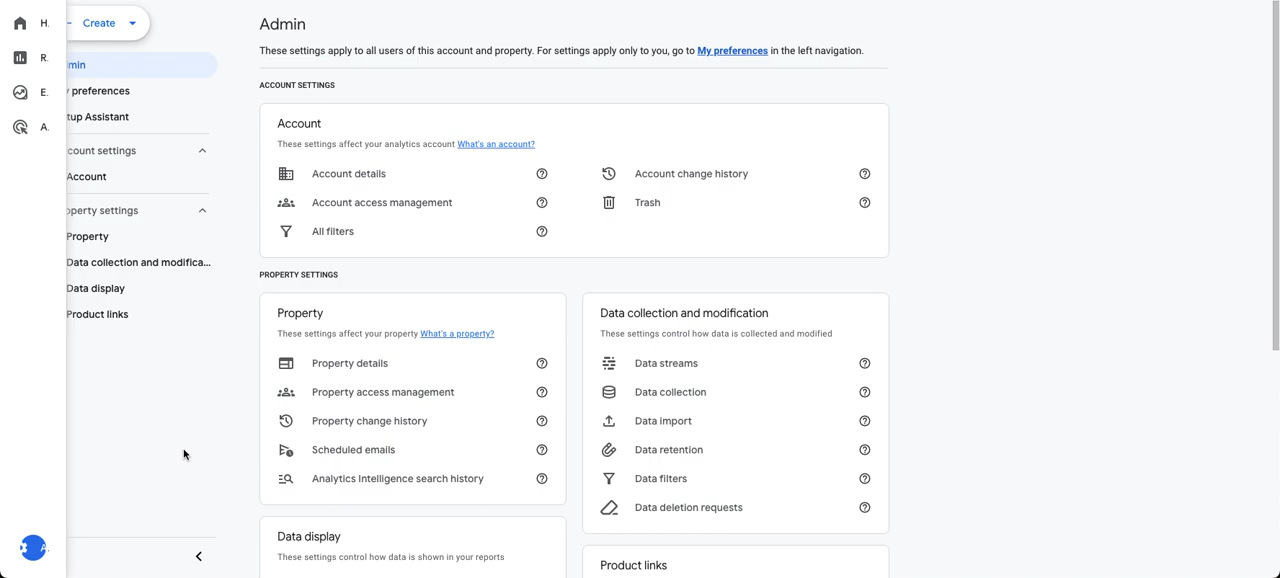 H.
R.
E.
A.
Create
min
preferences
tup Assistant
count settings
Account
operty settings
Property
Data collection and modifica...
Data display
Product links
Admin
These settings apply to all users of this account and property. For settings apply only to you, go to My preferences in the left navigation.
ACCOUNT SETTINGS
Account
These settings affect your analytics account What's an account?
Account details
Account access management
All filters
Account change history
Trash
PROPERTY SETTINGS
Property
These settings affect your property What's a property?
Property details
Property access management
Property change history
Scheduled emails
Analytics Intelligence search history
Data collection and modification
These settings control how data is collected and modified
Data streams
Data collection
Data import
Data retention
Data filters
Data deletion requests
Data display
These settings control how data is shown in your reports
Product links